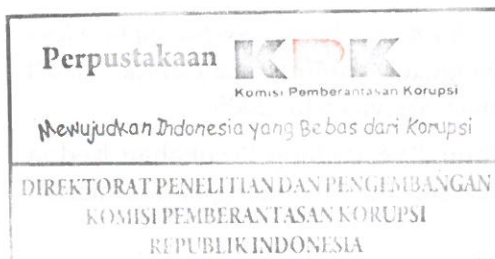 Perpustakaan KPK
Komisi Pemberantasan Korupsi
Mewujudkan Indonesia yang Bebas dari Korupsi
DIREKTORAT PENELITIAN DAN PENGEMBANGAN
KOMISI PEMBERANTASAN KORUPSI
REPUBLIK INDONESIA